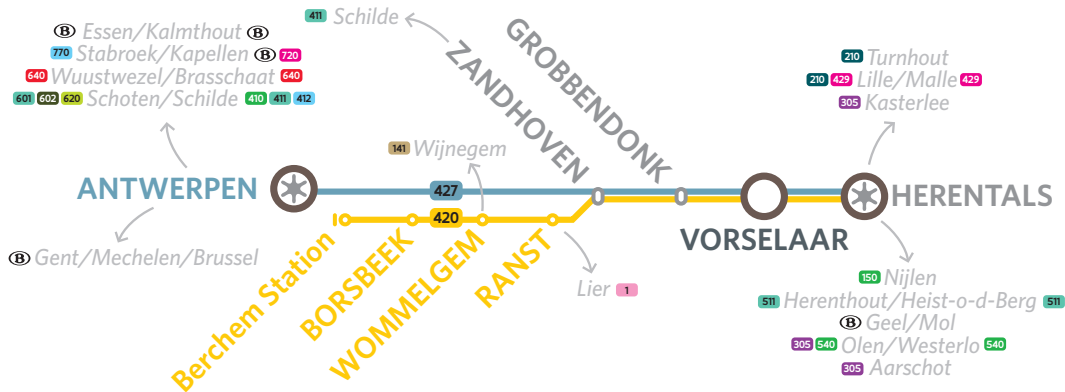 B Essen/Kalmthout B
770 Stabroek/Kapellen B 720
640 Wuustwezel/Brasschaat 640
601 602 620 Schoten/Schilde 410 411 412
411 Schilde
ZANDHOVEN
GROBBENDONK
210 Turnhout
210 429 Lille/Malle 429
305 Kasterlee
141 Wijnegem
ANTWERPEN
427
HERENTALS
420
VORSELAAR
B Gent/Mechelen/Brussel
Berchem Station
BORSBEEK
WOMMELGEM
RANST
Lier 1
150 Nijlen
511 Herenthout/Heist-o-d-Berg 511
B Geel/Mol
305 540 Olen/Westerlo 540
305 Aarschot